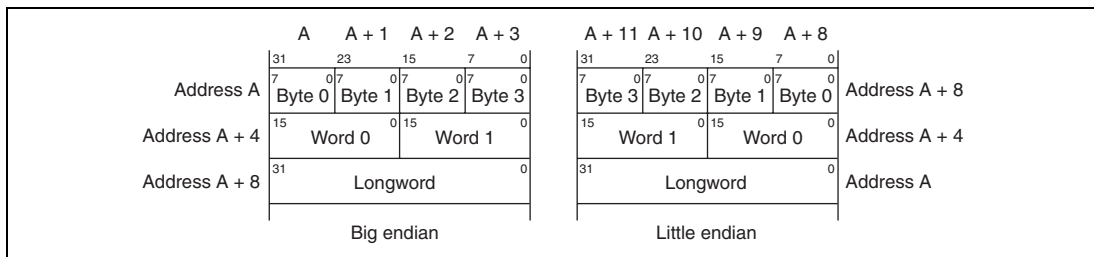 A A + 1 A + 2 A + 3 A + 11 A + 10 A + 9 A + 8
31 23 15 7 0 31 23 15 7 0
7 0 7 0 7 0 7 0 7 0 7 0 7 0 7 0
Address A Byte 0 Byte 1 Byte 2 Byte 3 Byte 3 Byte 2 Byte 1 Byte 0 Address A + 8
15 0 15 0 15 0 15 0
Address A + 4 Word 0 Word 1 Word 1 Word 0 Address A + 4
31 0 31 0
Address A + 8 Longword Longword Address A
Big endian Little endian